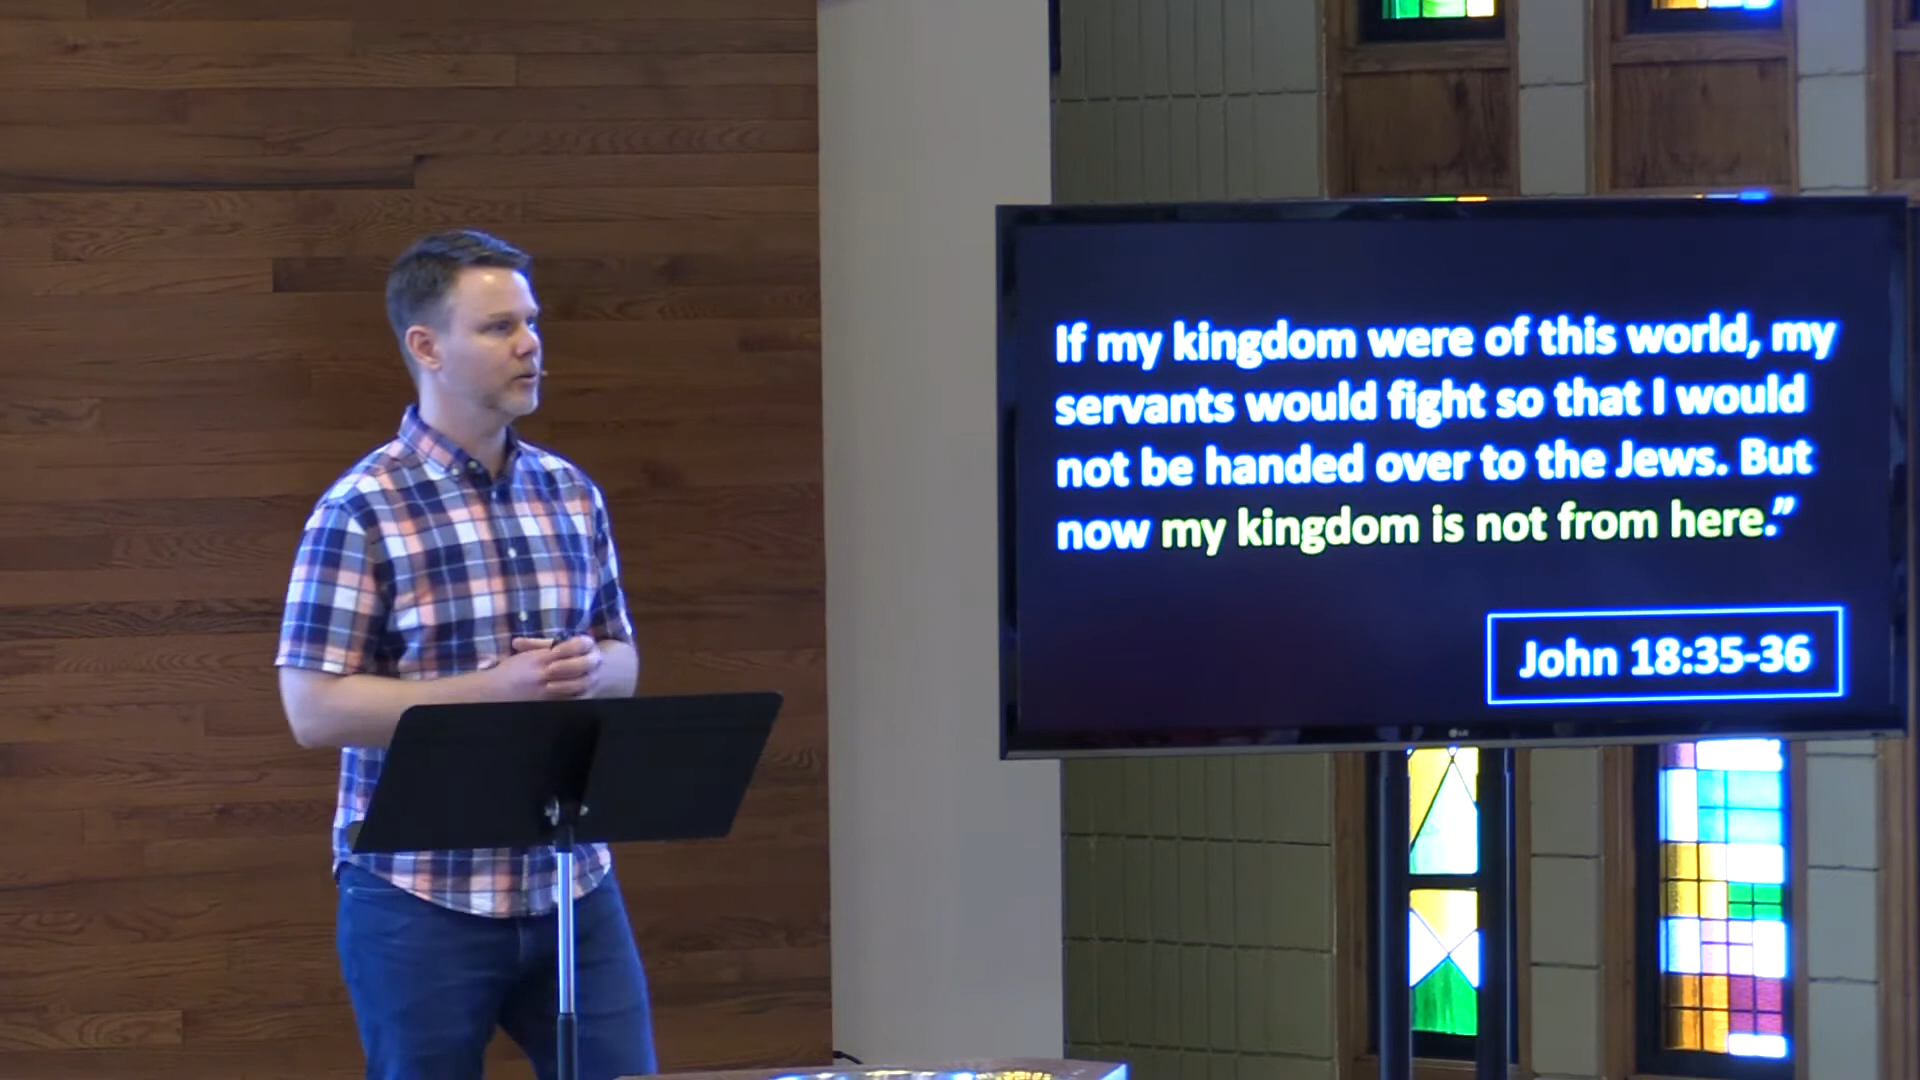 If my kingdom were of this world, my
servants would fight so that I would
not be handed over to the Jews. But
now my kingdom is not from here.”
John 18:35-36
LG